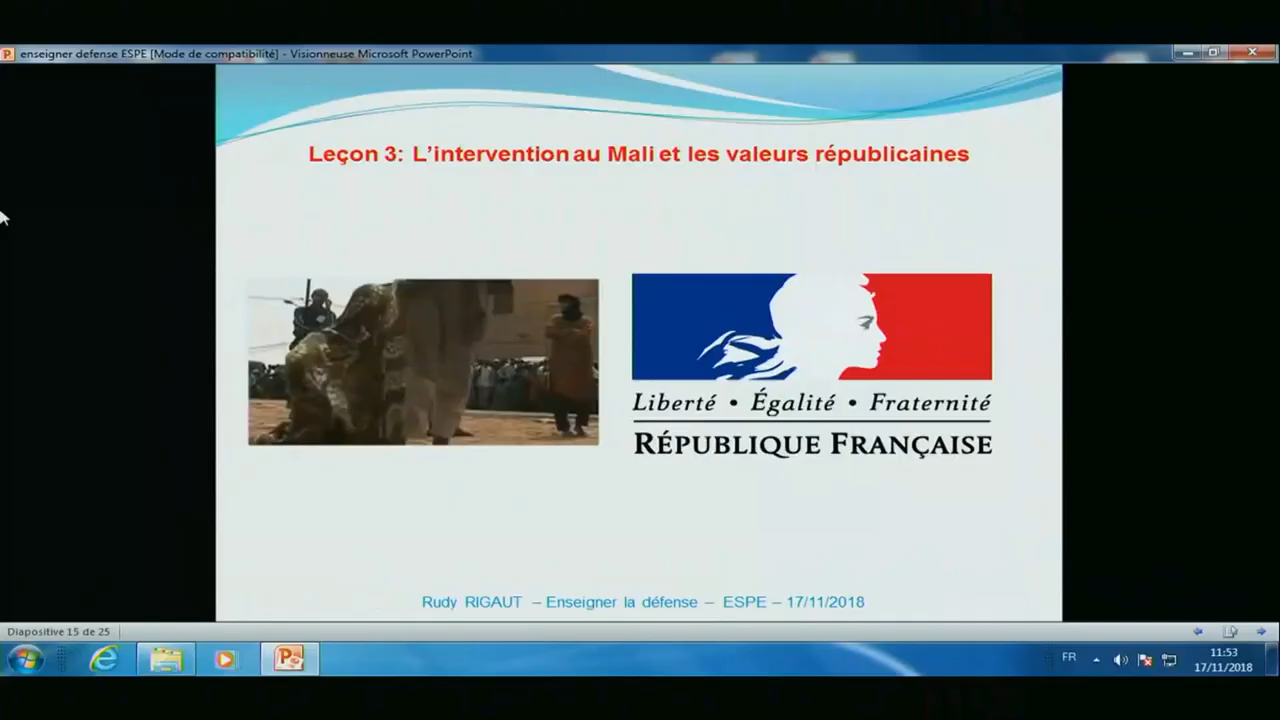 enseigner defense ESPE [Mode de compatibilité] - Visionneuse Microsoft PowerPoint
Leçon 3: L'intervention au Mali et les valeurs républicaines
Liberté • Égalité • Fraternité
RÉPUBLIQUE FRANÇAISE
Rudy RIGAUT – Enseigner la défense – ESPE – 17/11/2018
Diapositive 15 de 25
FR
11:53
17/11/2018